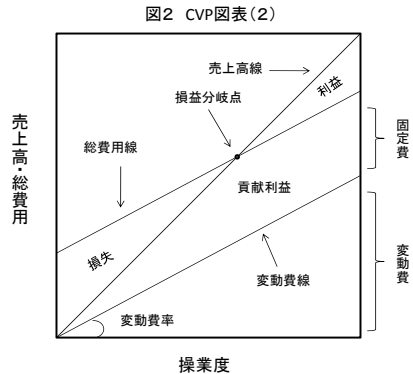 図2 CVP図表(2)
売上高線
利益
損益分岐点
固定費
総費用線
売上高・総費用
貢献利益
損失
変動費線
変動費
変動費率
操業度